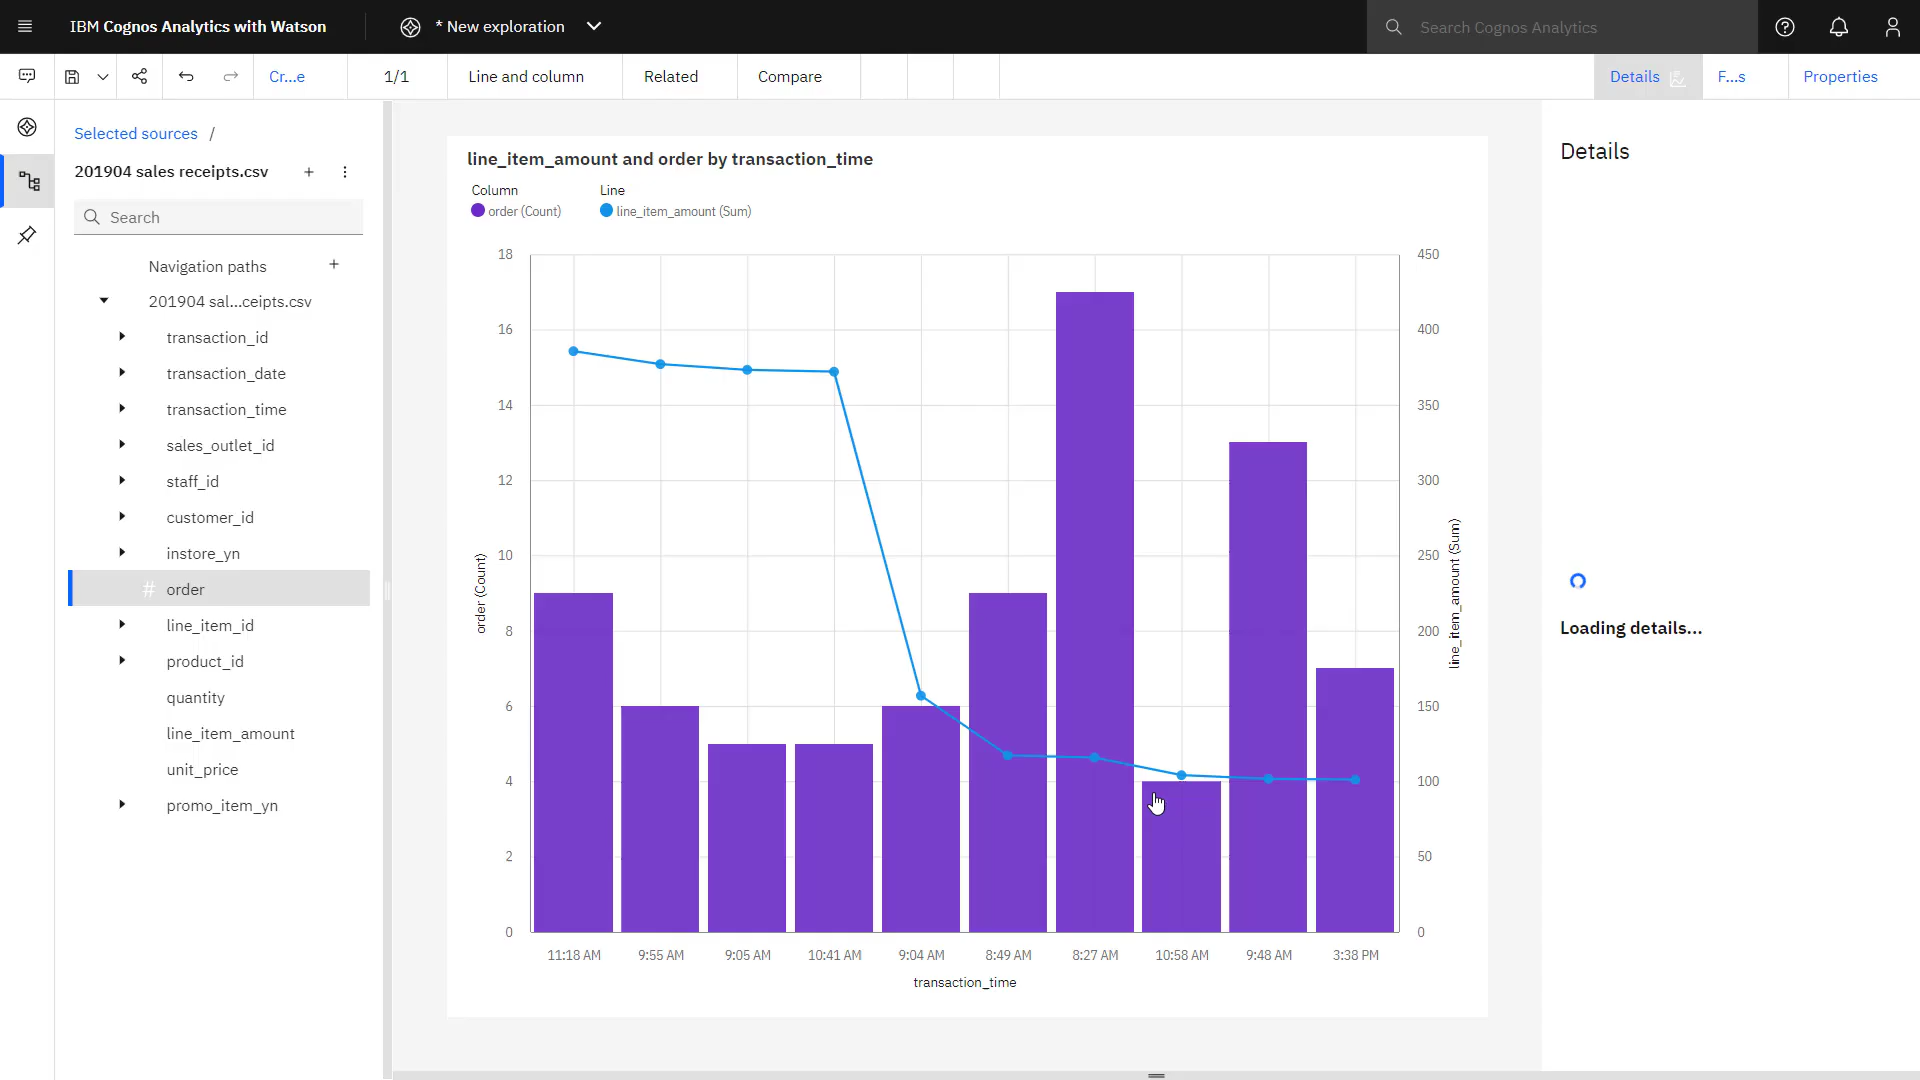 IBM Cognos Analytics with Watson
* New exploration
Search Cognos Analytics
Cr...e
1/1
Line and column
Related
Compare
Details
F...s
Properties
Selected sources /
201904 sales receipts.csv
Search
Navigation paths
201904 sal...ceipts.csv
transaction_id
transaction_date
transaction_time
sales_outlet_id
staff_id
customer_id
instore_yn
# order
line_item_id
product_id
quantity
line_item_amount
unit_price
promo_item_yn
line_item_amount and order by transaction_time
Column
Line
order (Count)
line_item_amount (Sum)
18
16
14
12
10
8
6
4
2
0
order (Count)
450
400
350
300
250
200
150
100
50
0
line_item_amount (Sum)
11:18 AM
9:55 AM
9:05 AM
10:41 AM
9:04 AM
8:49 AM
8:27 AM
10:58 AM
9:48 AM
3:38 PM
transaction_time
Details
Loading details...